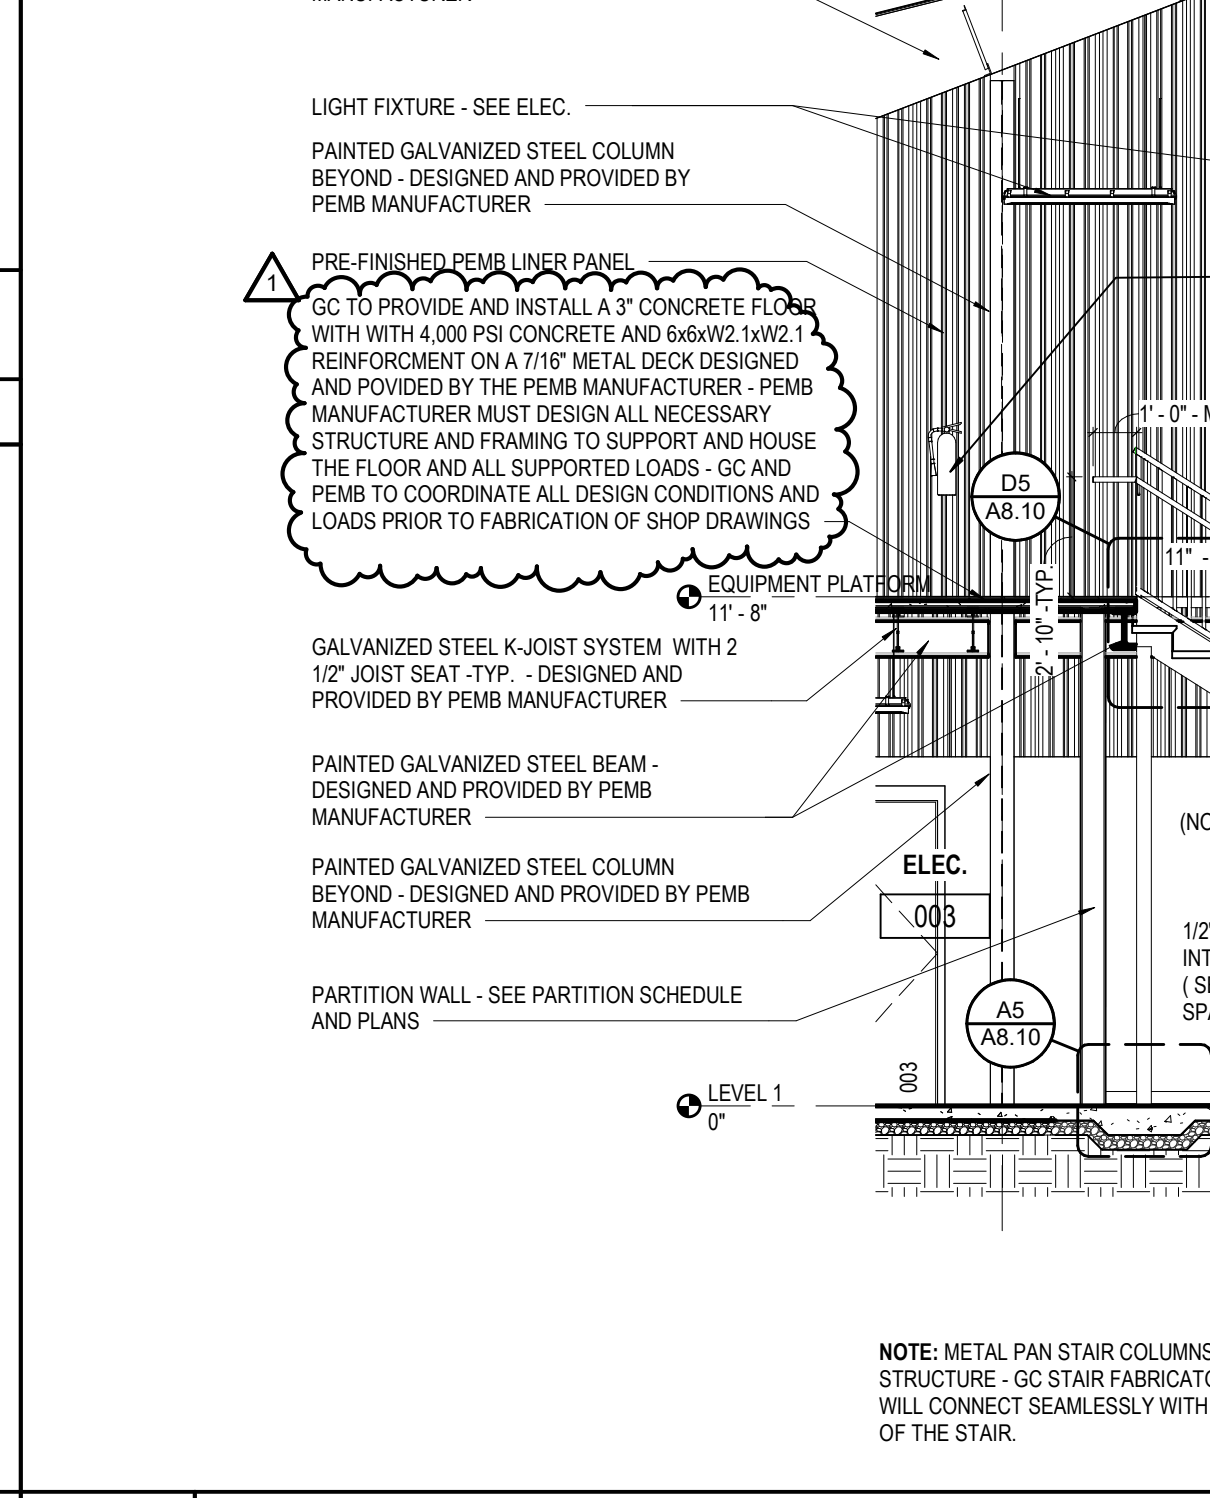 LIGHT FIXTURE - SEE ELEC.
PAINTED GALVANIZED STEEL COLUMN
BEYOND - DESIGNED AND PROVIDED BY
PEMB MANUFACTURER
PRE-FINISHED PEMB LINER PANEL
1
GC TO PROVIDE AND INSTALL A 3" CONCRETE FLOOR
WITH WITH 4,000 PSI CONCRETE AND 6x6xW2.1xW2.1
REINFORCMENT ON A 7/16" METAL DECK DESIGNED
AND POVIDED BY THE PEMB MANUFACTURER - PEMB
MANUFACTURER MUST DESIGN ALL NECESSARY
STRUCTURE AND FRAMING TO SUPPORT AND HOUSE
THE FLOOR AND ALL SUPPORTED LOADS - GC AND
PEMB TO COORDINATE ALL DESIGN CONDITIONS AND
LOADS PRIOR TO FABRICATION OF SHOP DRAWINGS
1' - 0" - M
D5
A8.10
11" -
2' - 10" -TYP.
EQUIPMENT PLATFORM
11' - 8"
GALVANIZED STEEL K-JOIST SYSTEM WITH 2
1/2" JOIST SEAT -TYP. - DESIGNED AND
PROVIDED BY PEMB MANUFACTURER
PAINTED GALVANIZED STEEL BEAM -
DESIGNED AND PROVIDED BY PEMB
MANUFACTURER
(NO
PAINTED GALVANIZED STEEL COLUMN
BEYOND - DESIGNED AND PROVIDED BY PEMB
MANUFACTURER
ELEC.
003
1/2"
INT
( SE
SPA
PARTITION WALL - SEE PARTITION SCHEDULE
AND PLANS
A5
A8.10
003
LEVEL 1
0"
NOTE: METAL PAN STAIR COLUMNS
STRUCTURE - GC STAIR FABRICATO
WILL CONNECT SEAMLESSLY WITH
OF THE STAIR.